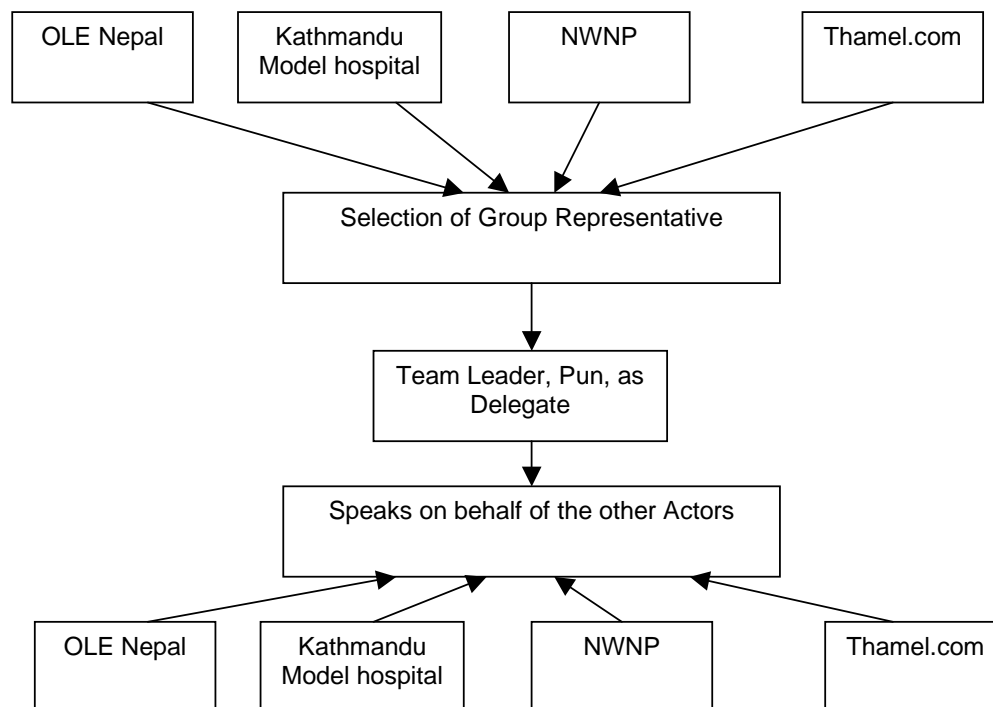 OLE Nepal
Kathmandu
Model hospital
NWNP
Thamel.com
Selection of Group Representative
Team Leader, Pun, as
Delegate
Speaks on behalf of the other Actors
OLE Nepal
Kathmandu
Model hospital
NWNP
Thamel.com